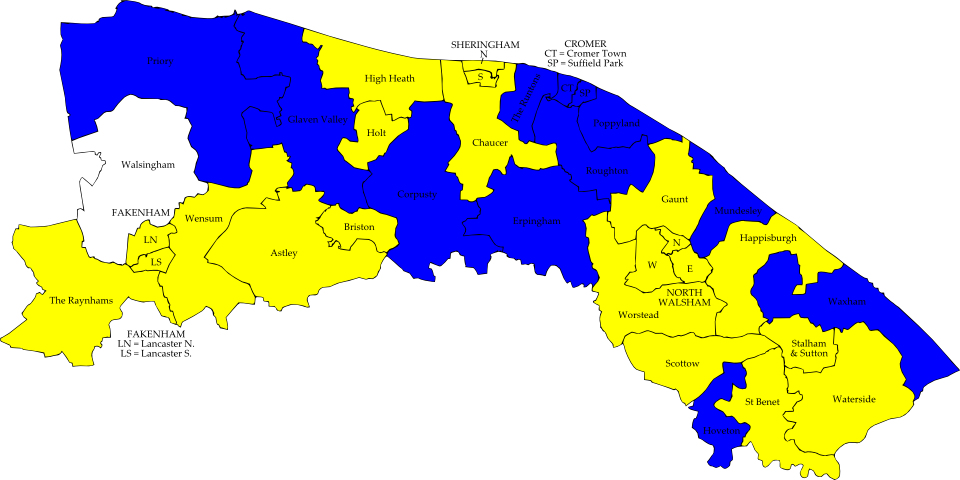 SHERINGHAM
N
S
CROMER
CT = Cromer Town
SP = Suffield Park
Priory
High Heath
The Runtons
CT
SP
Glaven Valley
Holt
Poppyland
Chaucer
Walsingham
Roughton
Corpusty
Gaunt
FAKENHAM
Wensum
Erpingham
Mundesley
Briston
LN
Happisburgh
N
Astley
LS
W
E
The Raynhams
NORTH
WALSHAM
Waxham
Worstead
FAKENHAM
LN = Lancaster N.
LS = Lancaster S.
Stalham
& Sutton
Scottow
St Benet
Waterside
Hoveton